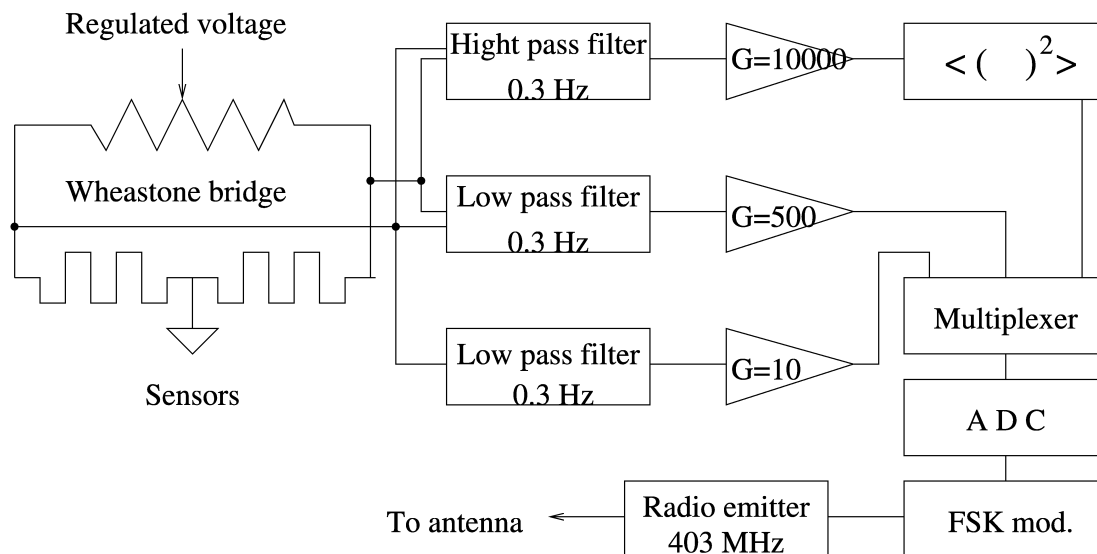 Regulated voltage
Hight pass filter
0.3 Hz
G=10000
< ( )² >
Wheastone bridge
Low pass filter
0.3 Hz
G=500
Multiplexer
Low pass filter
0.3 Hz
G=10
Sensors
A D C
To antenna
Radio emitter
403 MHz
FSK mod.